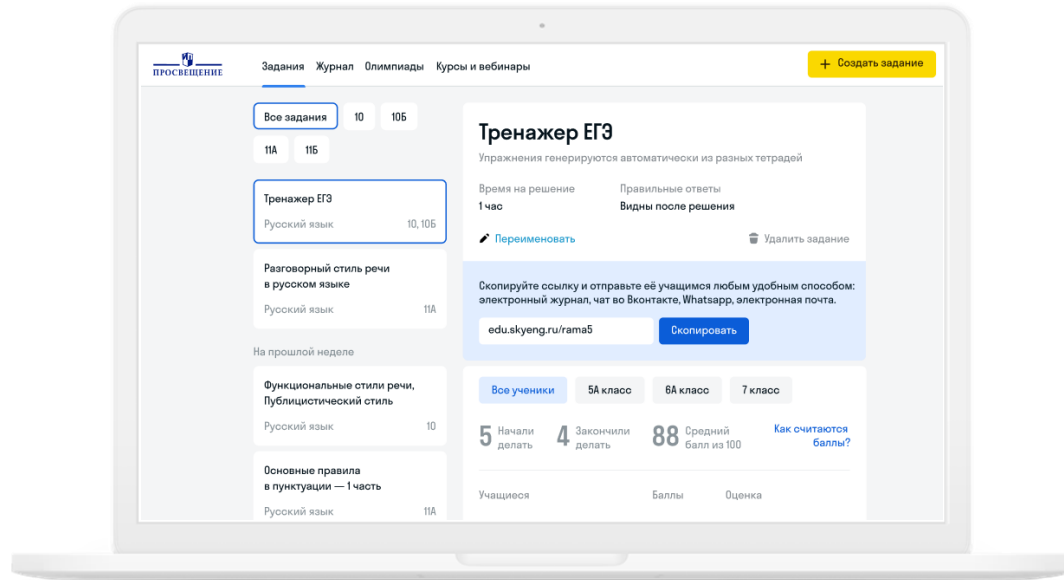 ПРОСВЕЩЕНИЕ
Задания Журнал Олимпиады Курсы и вебинары
+ Создать задание
Все задания 10 10Б
11А 11Б
Тренажер ЕГЭ
Русский язык 10, 10Б
Разговорный стиль речи
в русском языке
Русский язык 11А
На прошлой неделе
Функциональные стили речи,
Публицистический стиль
Русский язык 10
Основные правила
в пунктуации — 1 часть
Русский язык 11А
Тренажер ЕГЭ
Упражнения генерируются автоматически из разных тетрадей
Время на решение Правильные ответы
1 час Видны после решения
Переименовать Удалить задание
Скопируйте ссылку и отправьте её учащимся любым удобным способом:
электронный журнал, чат во Вконтакте, Whatsapp, электронная почта.
edu.skyeng.ru/rama5 Скопировать
Все ученики 5А класс 6А класс 7 класс
5 Начали делать 4 Закончили делать 88 Средний балл из 100 Как считаются баллы?
Учащиеся Баллы Оценка